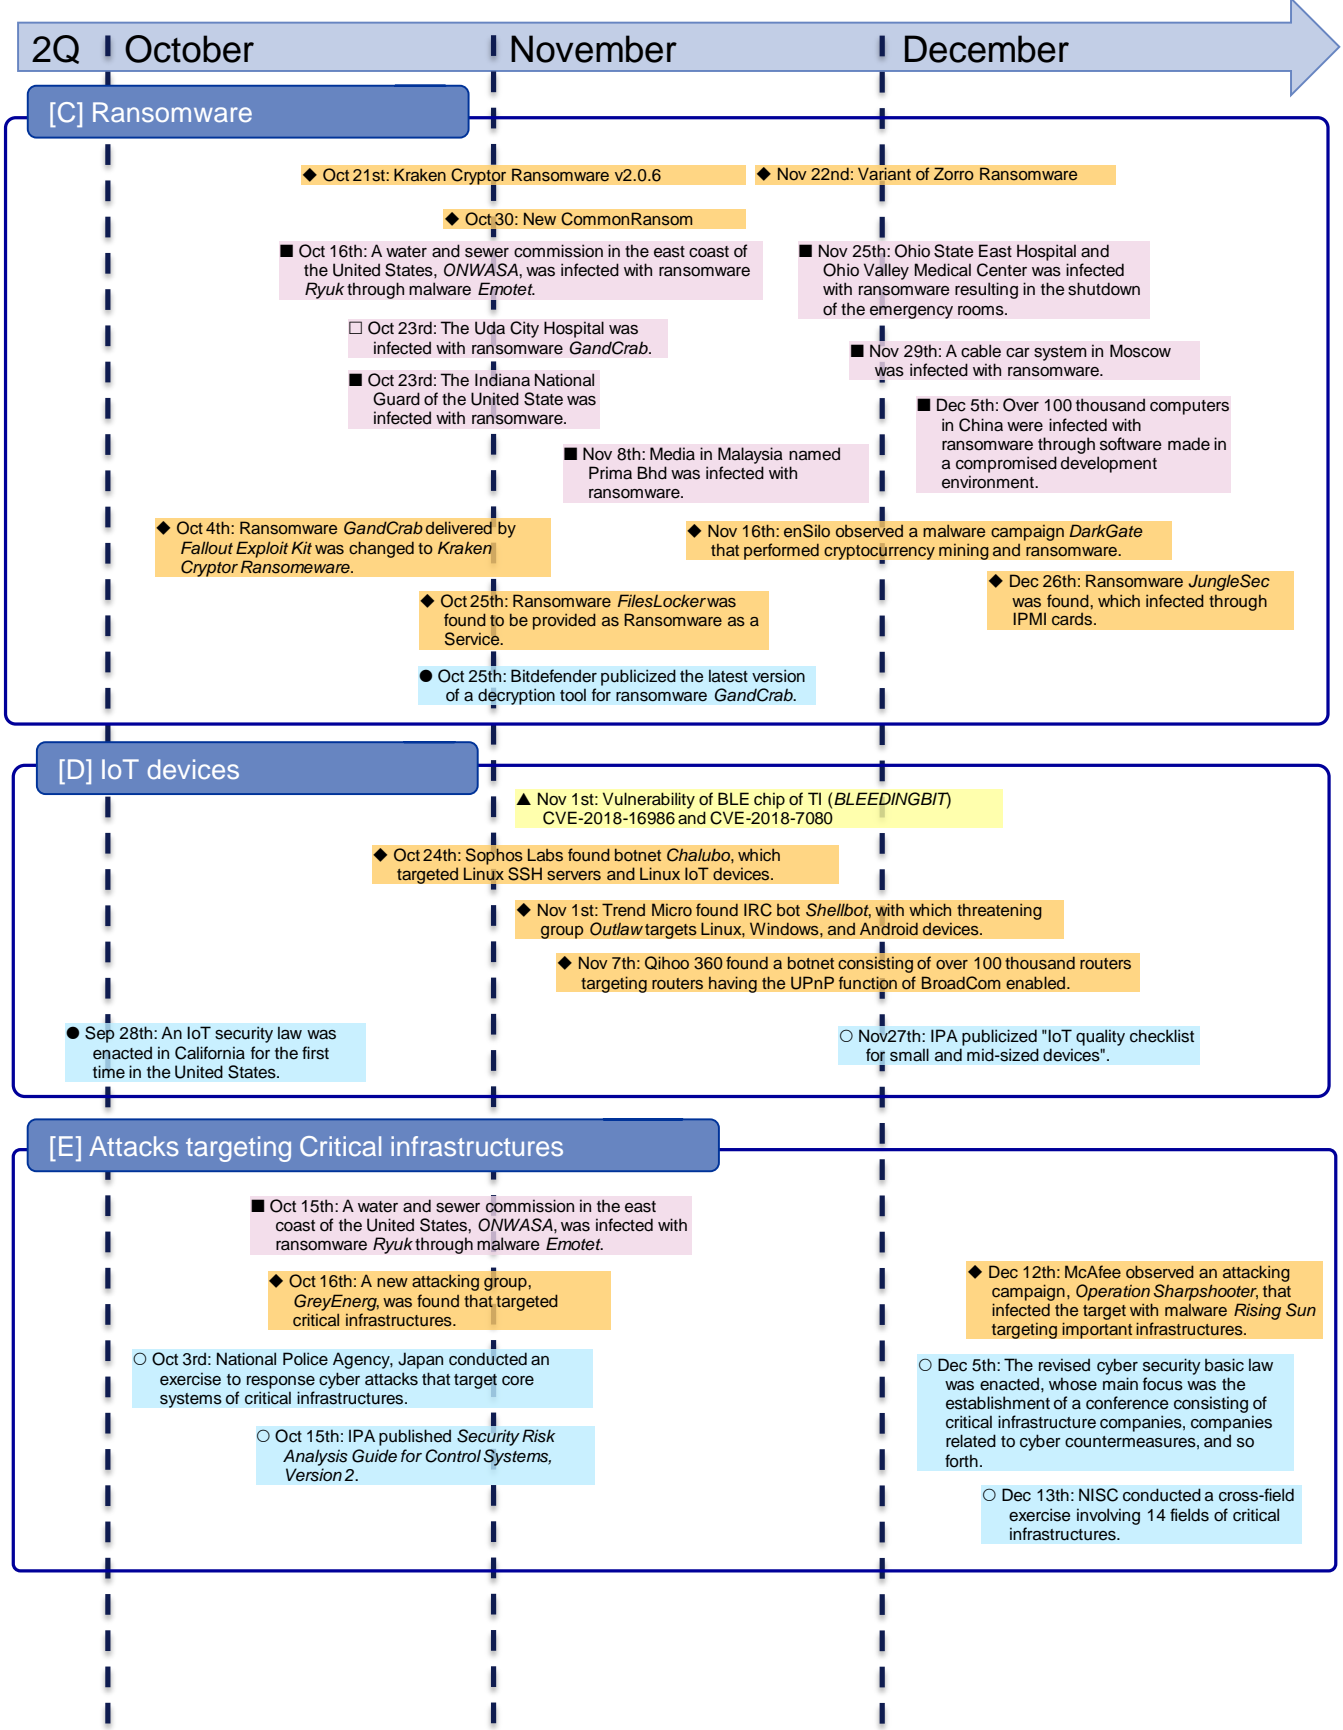 2Q October November December
[C] Ransomware
◆ Oct 21st: Kraken Cryptor Ransomware v2.0.6
◆ Nov 22nd: Variant of Zorro Ransomware
◆ Oct 30: New CommonRansom
■ Oct 16th: A water and sewer commission in the east coast of
the United States, ONWASA, was infected with ransomware
Ryuk through malware Emotet.
■ Nov 25th: Ohio State East Hospital and
Ohio Valley Medical Center was infected
with ransomware resulting in the shutdown
of the emergency rooms.
□ Oct 23rd: The Uda City Hospital was
infected with ransomware GandCrab.
■ Nov 29th: A cable car system in Moscow
was infected with ransomware.
■ Oct 23rd: The Indiana National
Guard of the United State was
infected with ransomware.
■ Dec 5th: Over 100 thousand computers
in China were infected with
ransomware through software made in
a compromised development
environment.
■ Nov 8th: Media in Malaysia named
Prima Bhd was infected with
ransomware.
◆ Oct 4th: Ransomware GandCrab delivered by
Fallout Exploit Kit was changed to Kraken
Cryptor Ransomeware.
◆ Nov 16th: enSilo observed a malware campaign DarkGate
that performed cryptocurrency mining and ransomware.
◆ Dec 26th: Ransomware JungleSec
was found, which infected through
IPMI cards.
◆ Oct 25th: Ransomware FilesLocker was
found to be provided as Ransomware as a
Service.
● Oct 25th: Bitdefender publicized the latest version
of a decryption tool for ransomware GandCrab.
[D] IoT devices
▲ Nov 1st: Vulnerability of BLE chip of TI (BLEEDINGBIT)
CVE-2018-16986 and CVE-2018-7080
◆ Oct 24th: Sophos Labs found botnet Chalubo, which
targeted Linux SSH servers and Linux IoT devices.
◆ Nov 1st: Trend Micro found IRC bot Shellbot, with which threatening
group Outlaw targets Linux, Windows, and Android devices.
◆ Nov 7th: Qihoo 360 found a botnet consisting of over 100 thousand routers
targeting routers having the UPnP function of BroadCom enabled.
● Sep 28th: An IoT security law was
enacted in California for the first
time in the United States.
○ Nov27th: IPA publicized "IoT quality checklist
for small and mid-sized devices".
[E] Attacks targeting Critical infrastructures
■ Oct 15th: A water and sewer commission in the east
coast of the United States, ONWASA, was infected with
ransomware Ryuk through malware Emotet.
◆ Oct 16th: A new attacking group,
GreyEnerg, was found that targeted
critical infrastructures.
◆ Dec 12th: McAfee observed an attacking
campaign, Operation Sharpshooter, that
infected the target with malware Rising Sun
targeting important infrastructures.
○ Oct 3rd: National Police Agency, Japan conducted an
exercise to response cyber attacks that target core
systems of critical infrastructures.
○ Dec 5th: The revised cyber security basic law
was enacted, whose main focus was the
establishment of a conference consisting of
critical infrastructure companies, companies
related to cyber countermeasures, and so
forth.
○ Oct 15th: IPA published Security Risk
Analysis Guide for Control Systems,
Version 2.
○ Dec 13th: NISC conducted a cross-field
exercise involving 14 fields of critical
infrastructures.